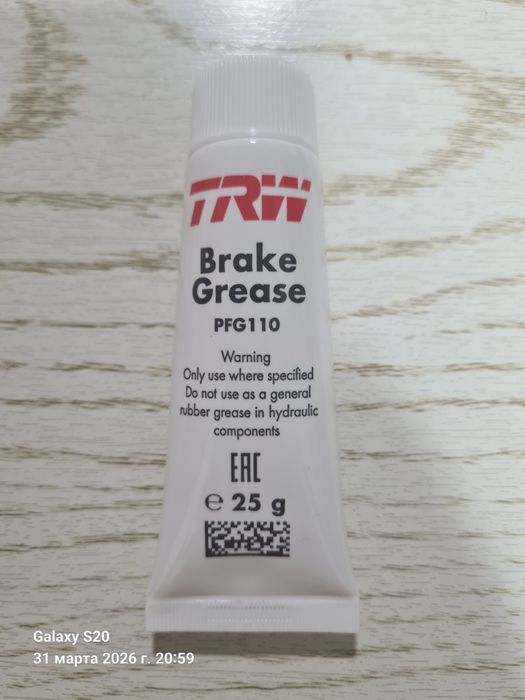 TRW
Brake
Grease
PFG110
Warning
Only use where specified
Do not use as a general
rubber grease in hydraulic
components
EAC
℮ 25 g
Galaxy S20
31 марта 2026 г. 20:59